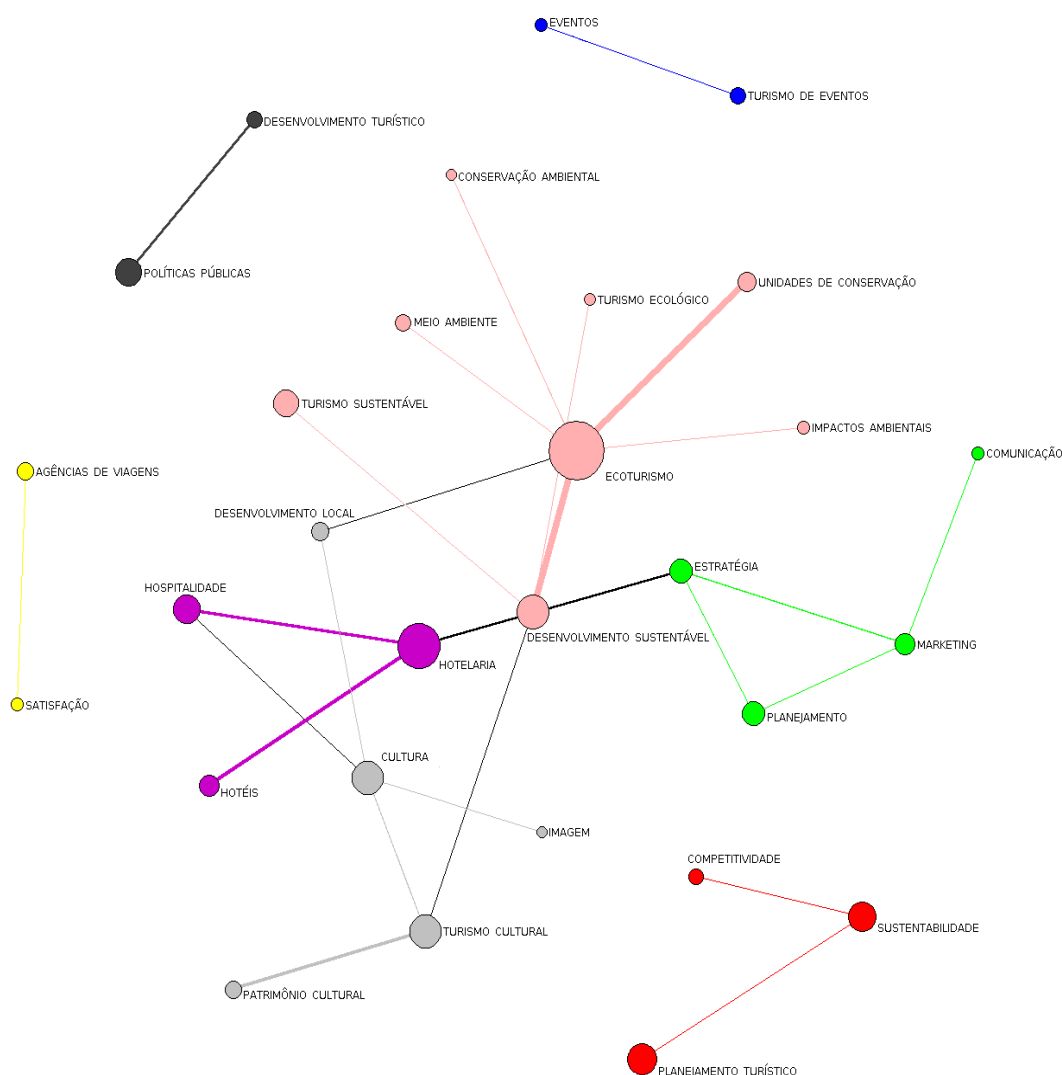 EVENTOS
TURISMO DE EVENTOS
DESENVOLVIMENTO TURÍSTICO
CONSERVAÇÃO AMBIENTAL
POLÍTICAS PÚBLICAS
UNIDADES DE CONSERVAÇÃO
TURISMO ECOLÓGICO
MEIO AMBIENTE
TURISMO SUSTENTÁVEL
IMPACTOS AMBIENTAIS
COMUNICAÇÃO
AGÊNCIAS DE VIAGENS
ECOTURISMO
DESENVOLVIMENTO LOCAL
ESTRATÉGIA
HOSPITALIDADE
DESENVOLVIMENTO SUSTENTÁVEL
MARKETING
HOTELARIA
SATISFAÇÃO
PLANEJAMENTO
CULTURA
HOTÉIS
IMAGEM
COMPETITIVIDADE
SUSTENTABILIDADE
TURISMO CULTURAL
PATRIMÔNIO CULTURAL
PLANEJAMENTO TURÍSTICO